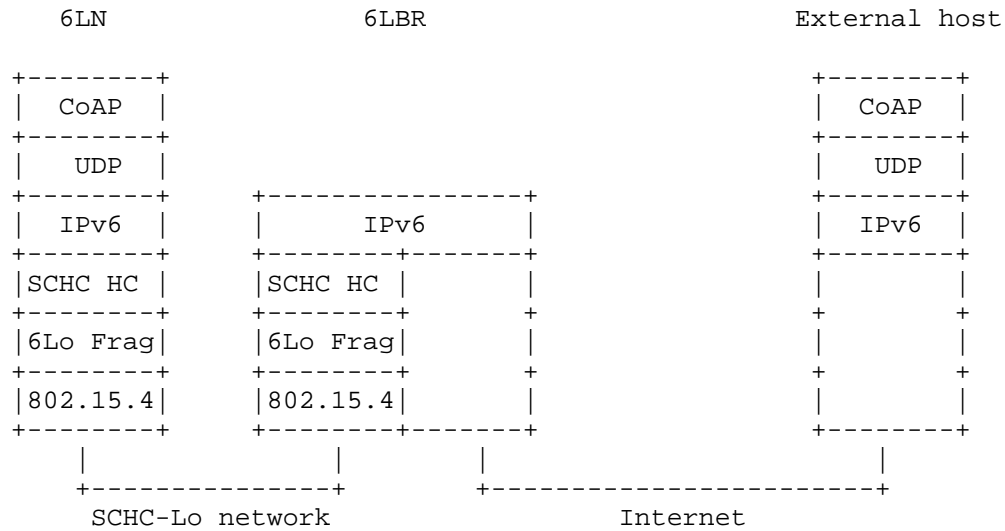 6LN 6LBR External host
CoAP CoAP
UDP UDP
IPv6 IPv6 IPv6
SCHC HC SCHC HC
6Lo Frag 6Lo Frag
802.15.4 802.15.4
SCHC-Lo network Internet